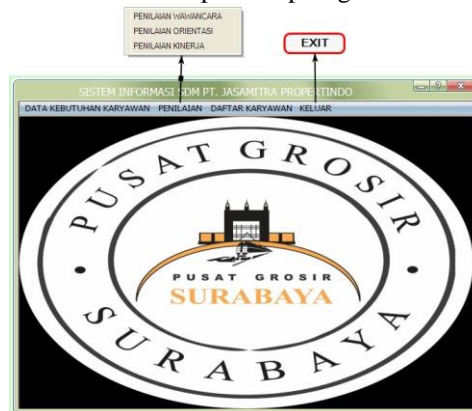 PENILAIAN WAWANCARA
PENILAIAN ORIENTASI
PENILAIAN KINERJA
EXIT
SISTEM INFORMASI SDM PT. JASAMITRA PROPERTINDO
DATA KEBUTUHAN KARYAWAN PENILAIAN DAFTAR KARYAWAN KELUAR
PUSAT GROSIR
PUSAT GROSIR
SURABAYA
SURABAYA